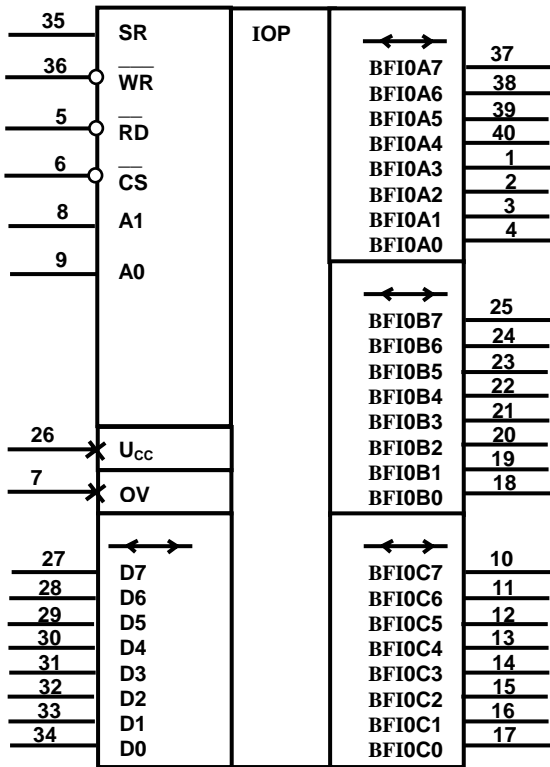 35 SR IOP
36 WR
5 RD
6 CS
8 A1
9 A0
26 UCC
7 OV
27 D7
28 D6
29 D5
30 D4
31 D3
32 D2
33 D1
34 D0
BFI0A7 37
BFI0A6 38
BFI0A5 39
BFI0A4 40
BFI0A3 1
BFI0A2 2
BFI0A1 3
BFI0A0 4
BFI0B7 25
BFI0B6 24
BFI0B5 23
BFI0B4 22
BFI0B3 21
BFI0B2 20
BFI0B1 19
BFI0B0 18
BFI0C7 10
BFI0C6 11
BFI0C5 12
BFI0C4 13
BFI0C3 14
BFI0C2 15
BFI0C1 16
BFI0C0 17